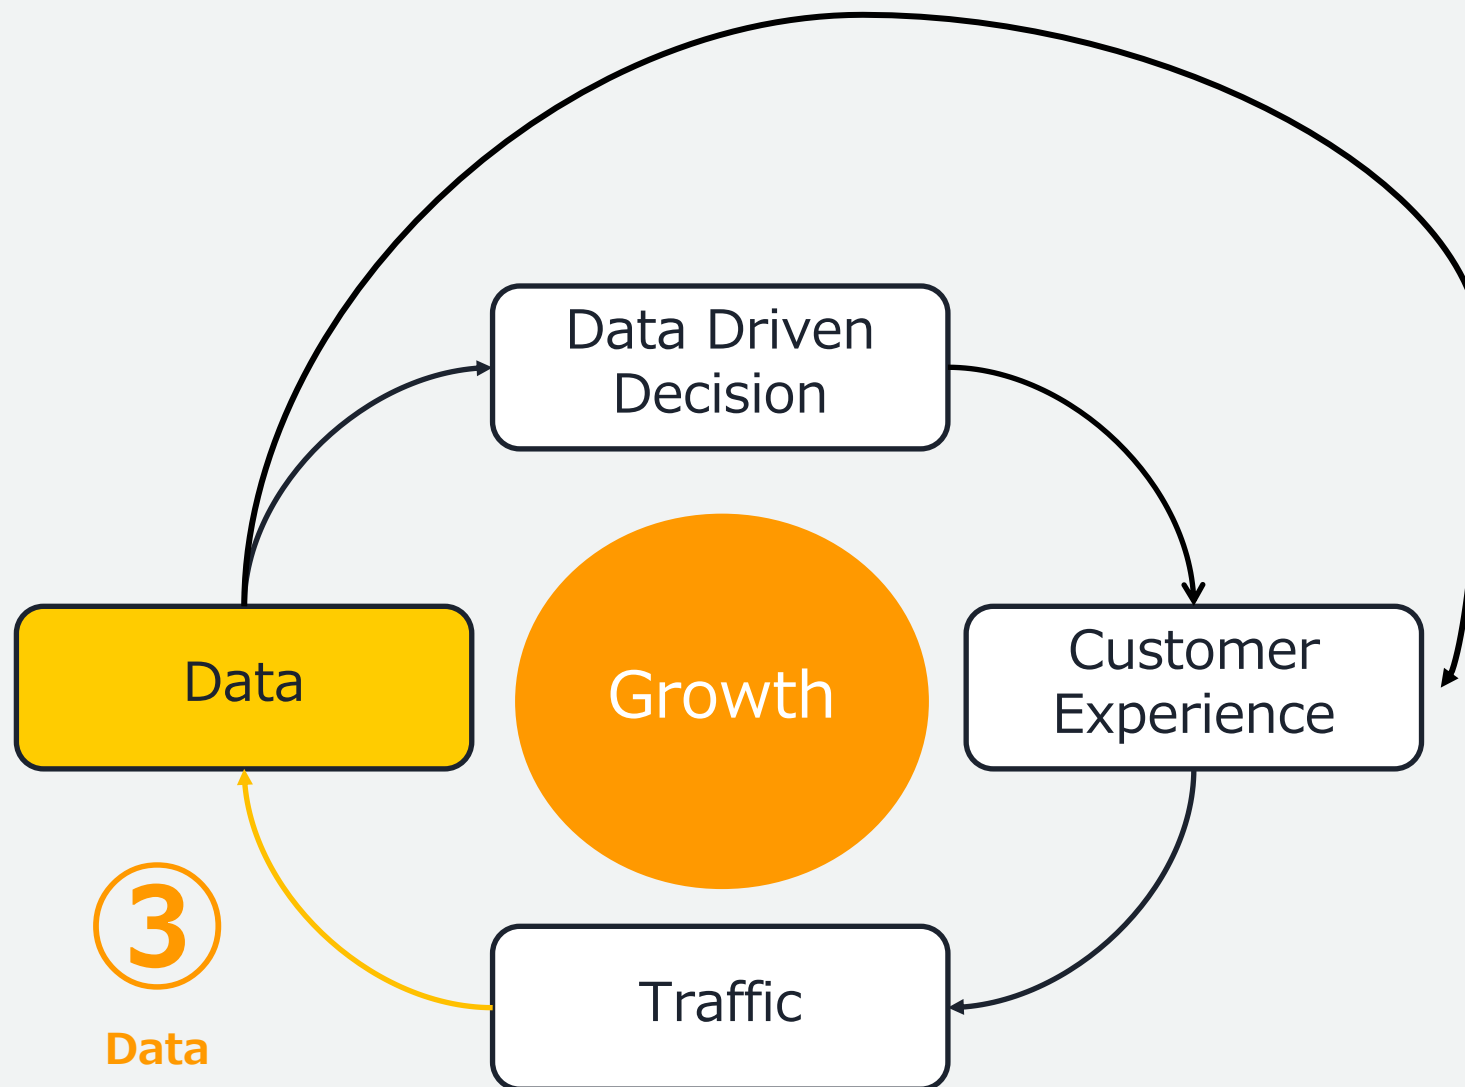 Data Driven
Decision
Data
Growth
Customer
Experience
③
Data
Traffic